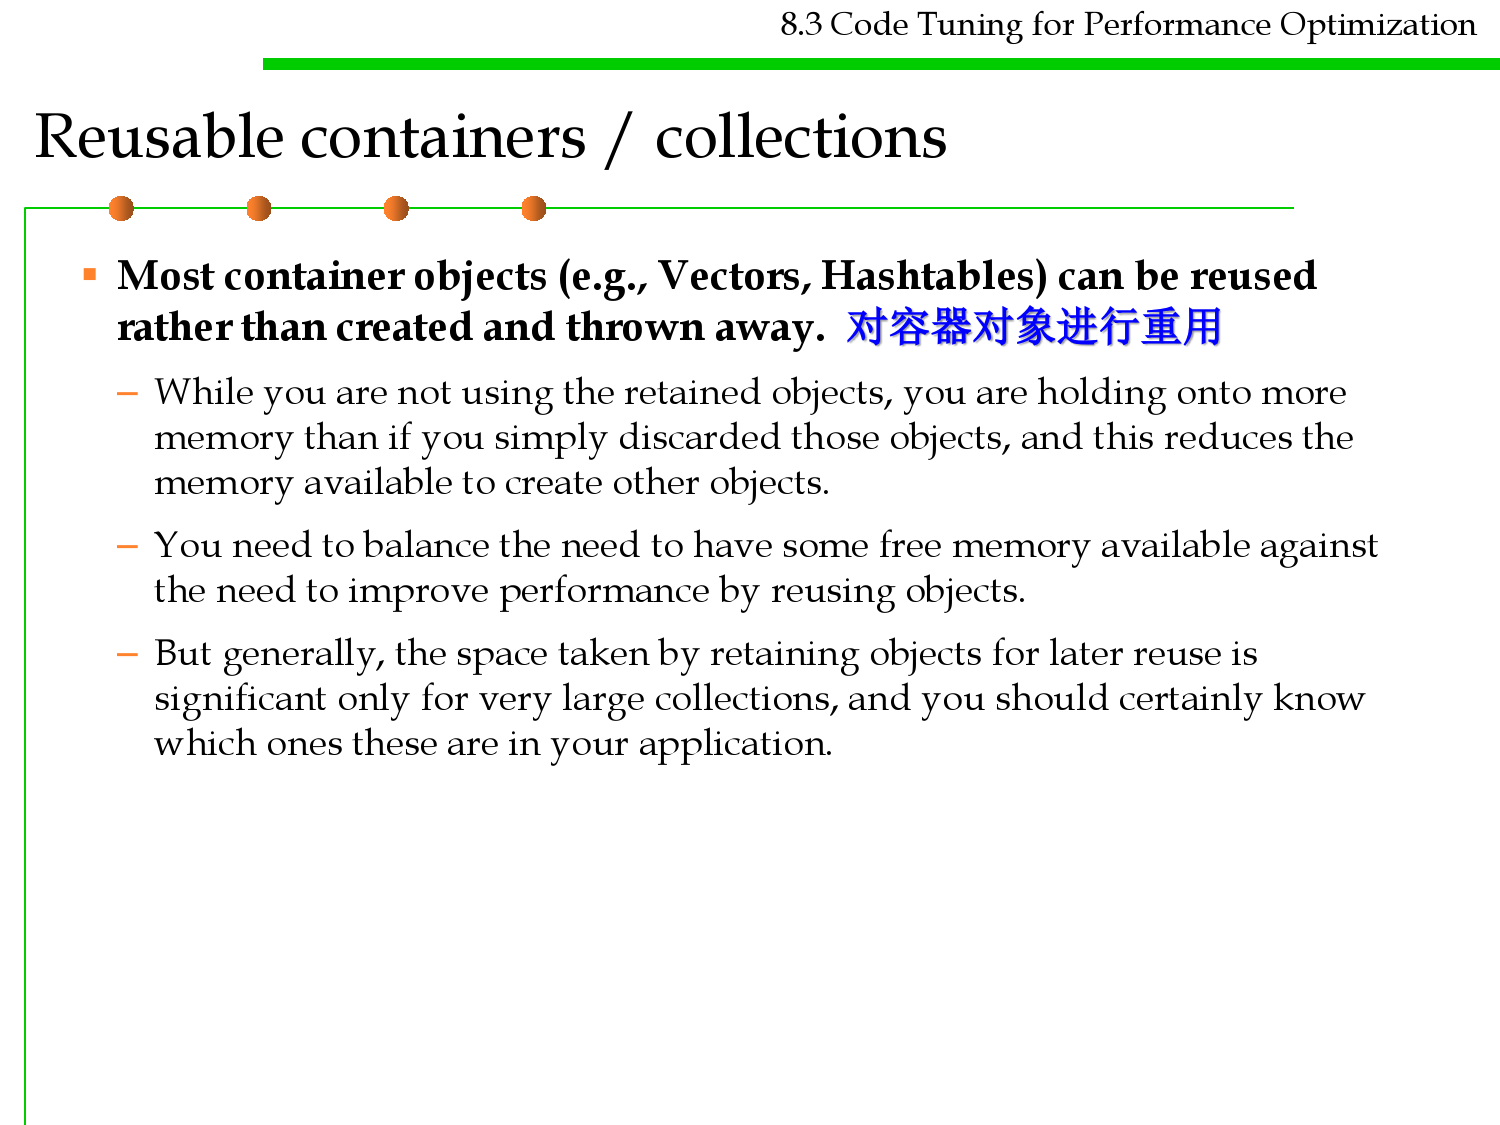 8.3 Code Tuning for Performance Optimization
Reusable containers / collections
▪ Most container objects (e.g., Vectors, Hashtables) can be reused
rather than created and thrown away. 对容器对象进行重用
– While you are not using the retained objects, you are holding onto more
memory than if you simply discarded those objects, and this reduces the
memory available to create other objects.
– You need to balance the need to have some free memory available against
the need to improve performance by reusing objects.
– But generally, the space taken by retaining objects for later reuse is
significant only for very large collections, and you should certainly know
which ones these are in your application.